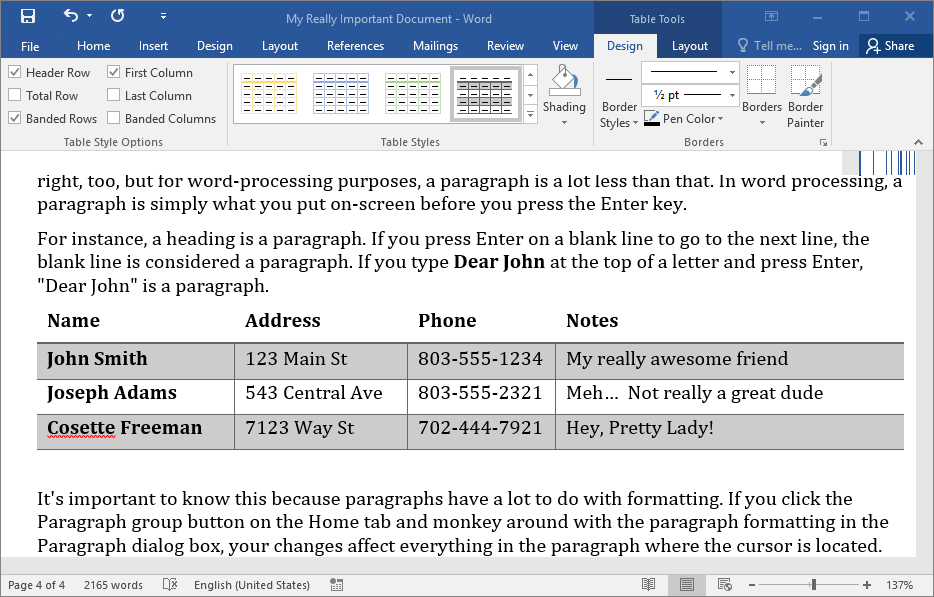 My Really Important Document - Word
Table Tools
File Home Insert Design Layout References Mailings Review View Design Layout Tell me... Sign in Share
Header Row First Column
Total Row Last Column
Banded Rows Banded Columns
Table Style Options
Table Styles
Shading
Border Styles
½ pt
Pen Color
Borders
Border Painter
Borders
right, too, but for word-processing purposes, a paragraph is a lot less than that. In word processing, a
paragraph is simply what you put on-screen before you press the Enter key.
For instance, a heading is a paragraph. If you press Enter on a blank line to go to the next line, the
blank line is considered a paragraph. If you type Dear John at the top of a letter and press Enter,
"Dear John" is a paragraph.
Name Address Phone Notes
John Smith 123 Main St 803-555-1234 My really awesome friend
Joseph Adams 543 Central Ave 803-555-2321 Meh… Not really a great dude
Cosette Freeman 7123 Way St 702-444-7921 Hey, Pretty Lady!
It's important to know this because paragraphs have a lot to do with formatting. If you click the
Paragraph group button on the Home tab and monkey around with the paragraph formatting in the
Paragraph dialog box, your changes affect everything in the paragraph where the cursor is located.
Page 4 of 4 2165 words English (United States) 137%